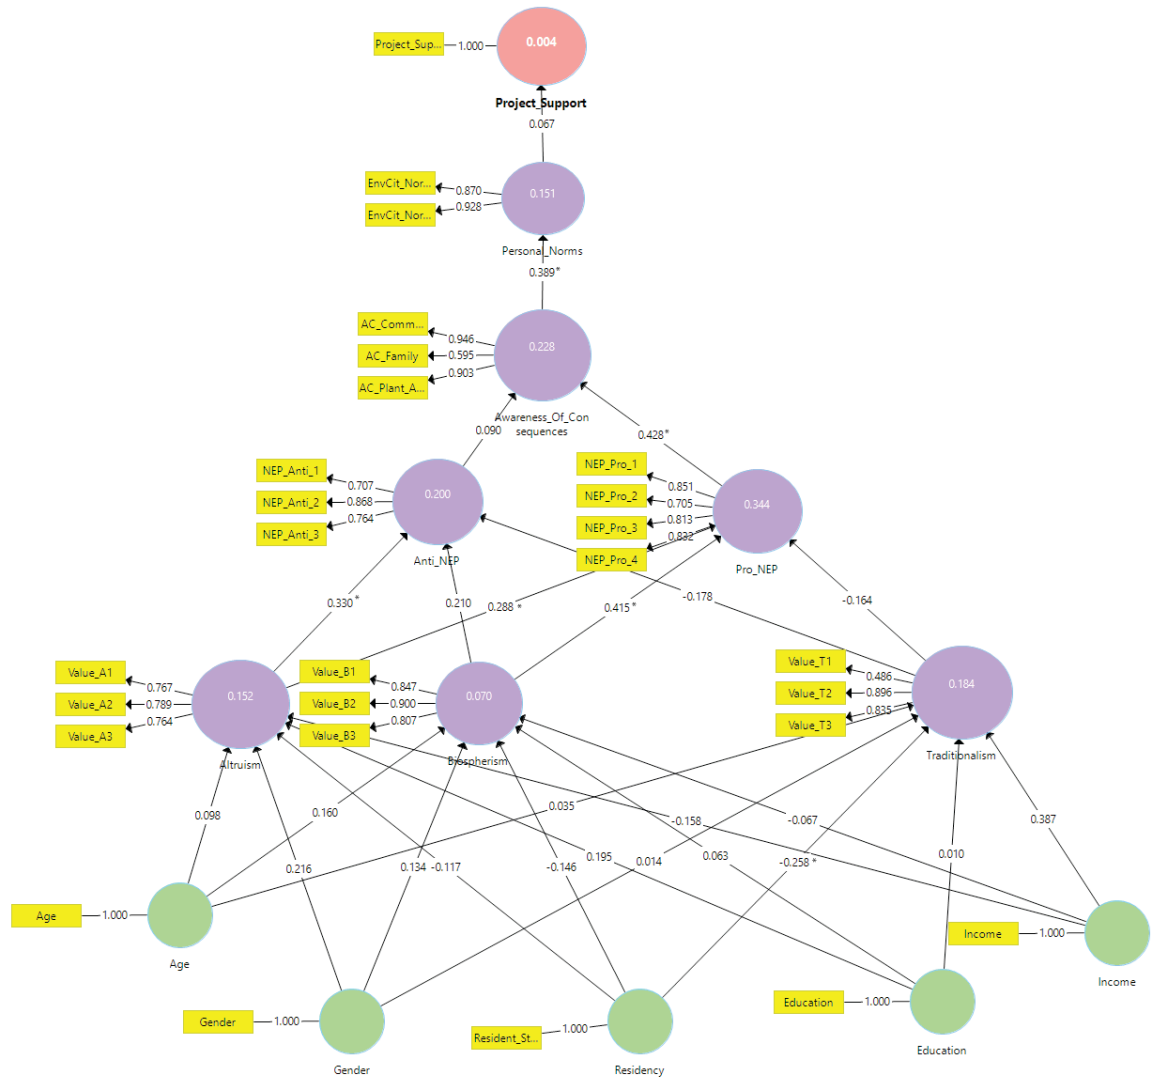 Project_Sup...
1.000
0.004
Project_Support
0.067
EnvCit_Nor...
0.870
0.151
EnvCit_Nor...
0.928
Personal_Norms
0.389*
AC_Comm...
0.946
0.228
AC_Family
0.595
AC_Plant_A...
0.903
Awareness_Of_Con
sequences
0.090
0.428*
NEP_Anti_1
0.707
NEP_Anti_2
0.868
0.200
NEP_Anti_3
0.764
Anti_NEP
NEP_Pro_1
0.851
NEP_Pro_2
0.705
0.344
NEP_Pro_3
0.813
NEP_Pro_4
0.832
Pro_NEP
0.330*
0.210
0.288*
0.415*
-0.178
-0.164
Value_A1
0.767
Value_A2
0.789
0.152
Value_A3
0.764
Altruism
Value_B1
0.847
Value_B2
0.900
0.070
Value_B3
0.807
Biospherism
Value_T1
0.486
Value_T2
0.896
0.184
Value_T3
0.835
Traditionalism
0.098
0.160
0.035
-0.158
-0.067
0.387
0.216
0.134
-0.117
-0.146
0.195
0.014
0.063
-0.258*
0.010
Age
1.000
Age
Income
1.000
Income
Gender
1.000
Gender
Resident_St...
1.000
Residency
Education
1.000
Education